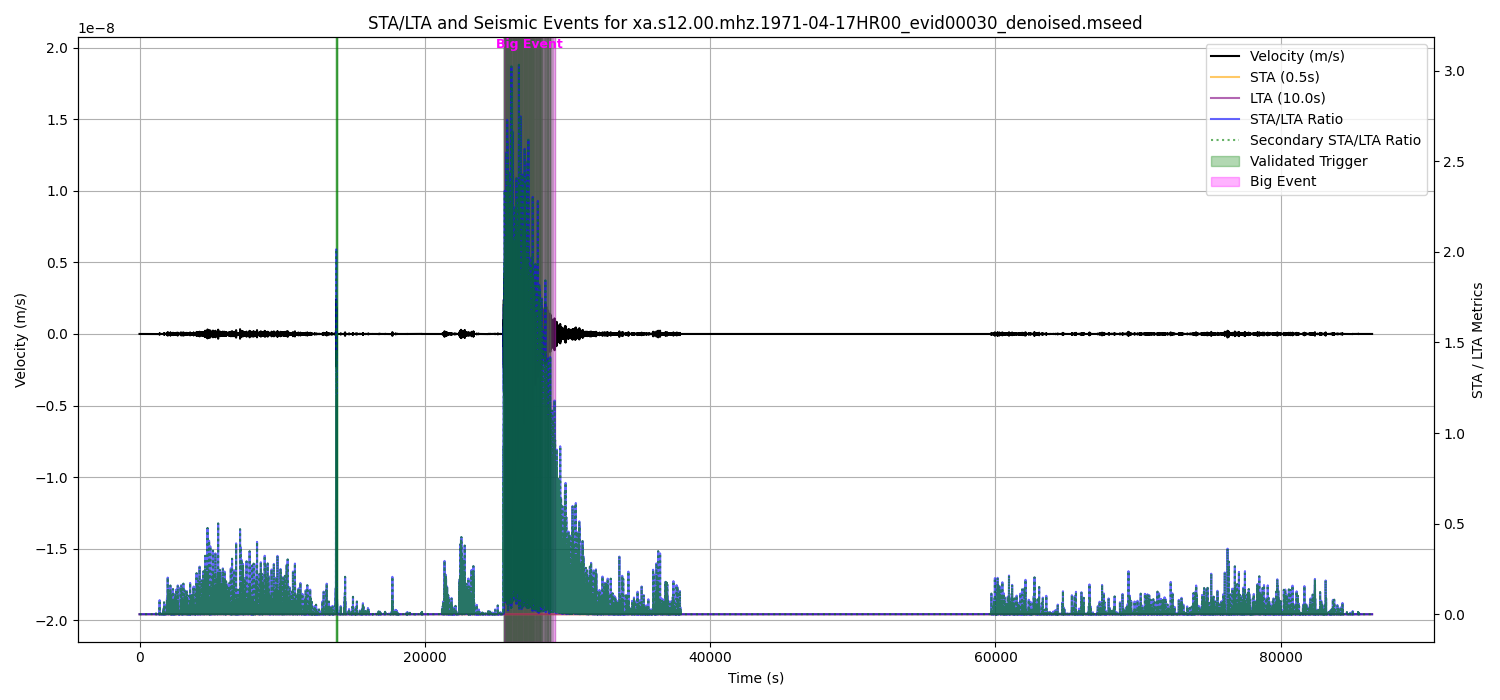 STA/LTA and Seismic Events for xa.s12.00.mhz.1971-04-17HR00_evid00030_denoised.mseed
1e−8
Big Event
Velocity (m/s)
STA (0.5s)
LTA (10.0s)
STA/LTA Ratio
Secondary STA/LTA Ratio
Validated Trigger
Big Event
2.0
1.5
1.0
0.5
0.0
−0.5
−1.0
−1.5
−2.0
Velocity (m/s)
3.0
2.5
2.0
1.5
1.0
0.5
0.0
STA / LTA Metrics
0
20000
40000
60000
80000
Time (s)